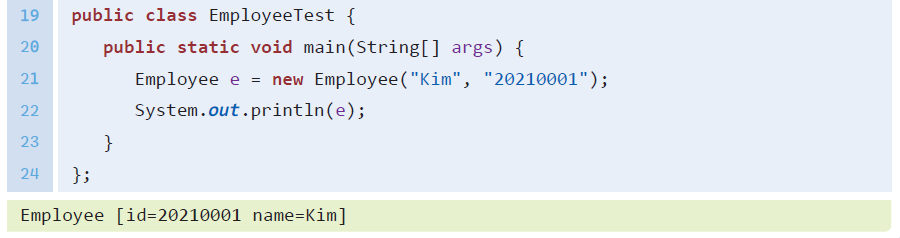 19 public class EmployeeTest {
20 public static void main(String[] args) {
21 Employee e = new Employee("Kim", "20210001");
22 System.out.println(e);
23 }
24 };
Employee [id=20210001 name=Kim]